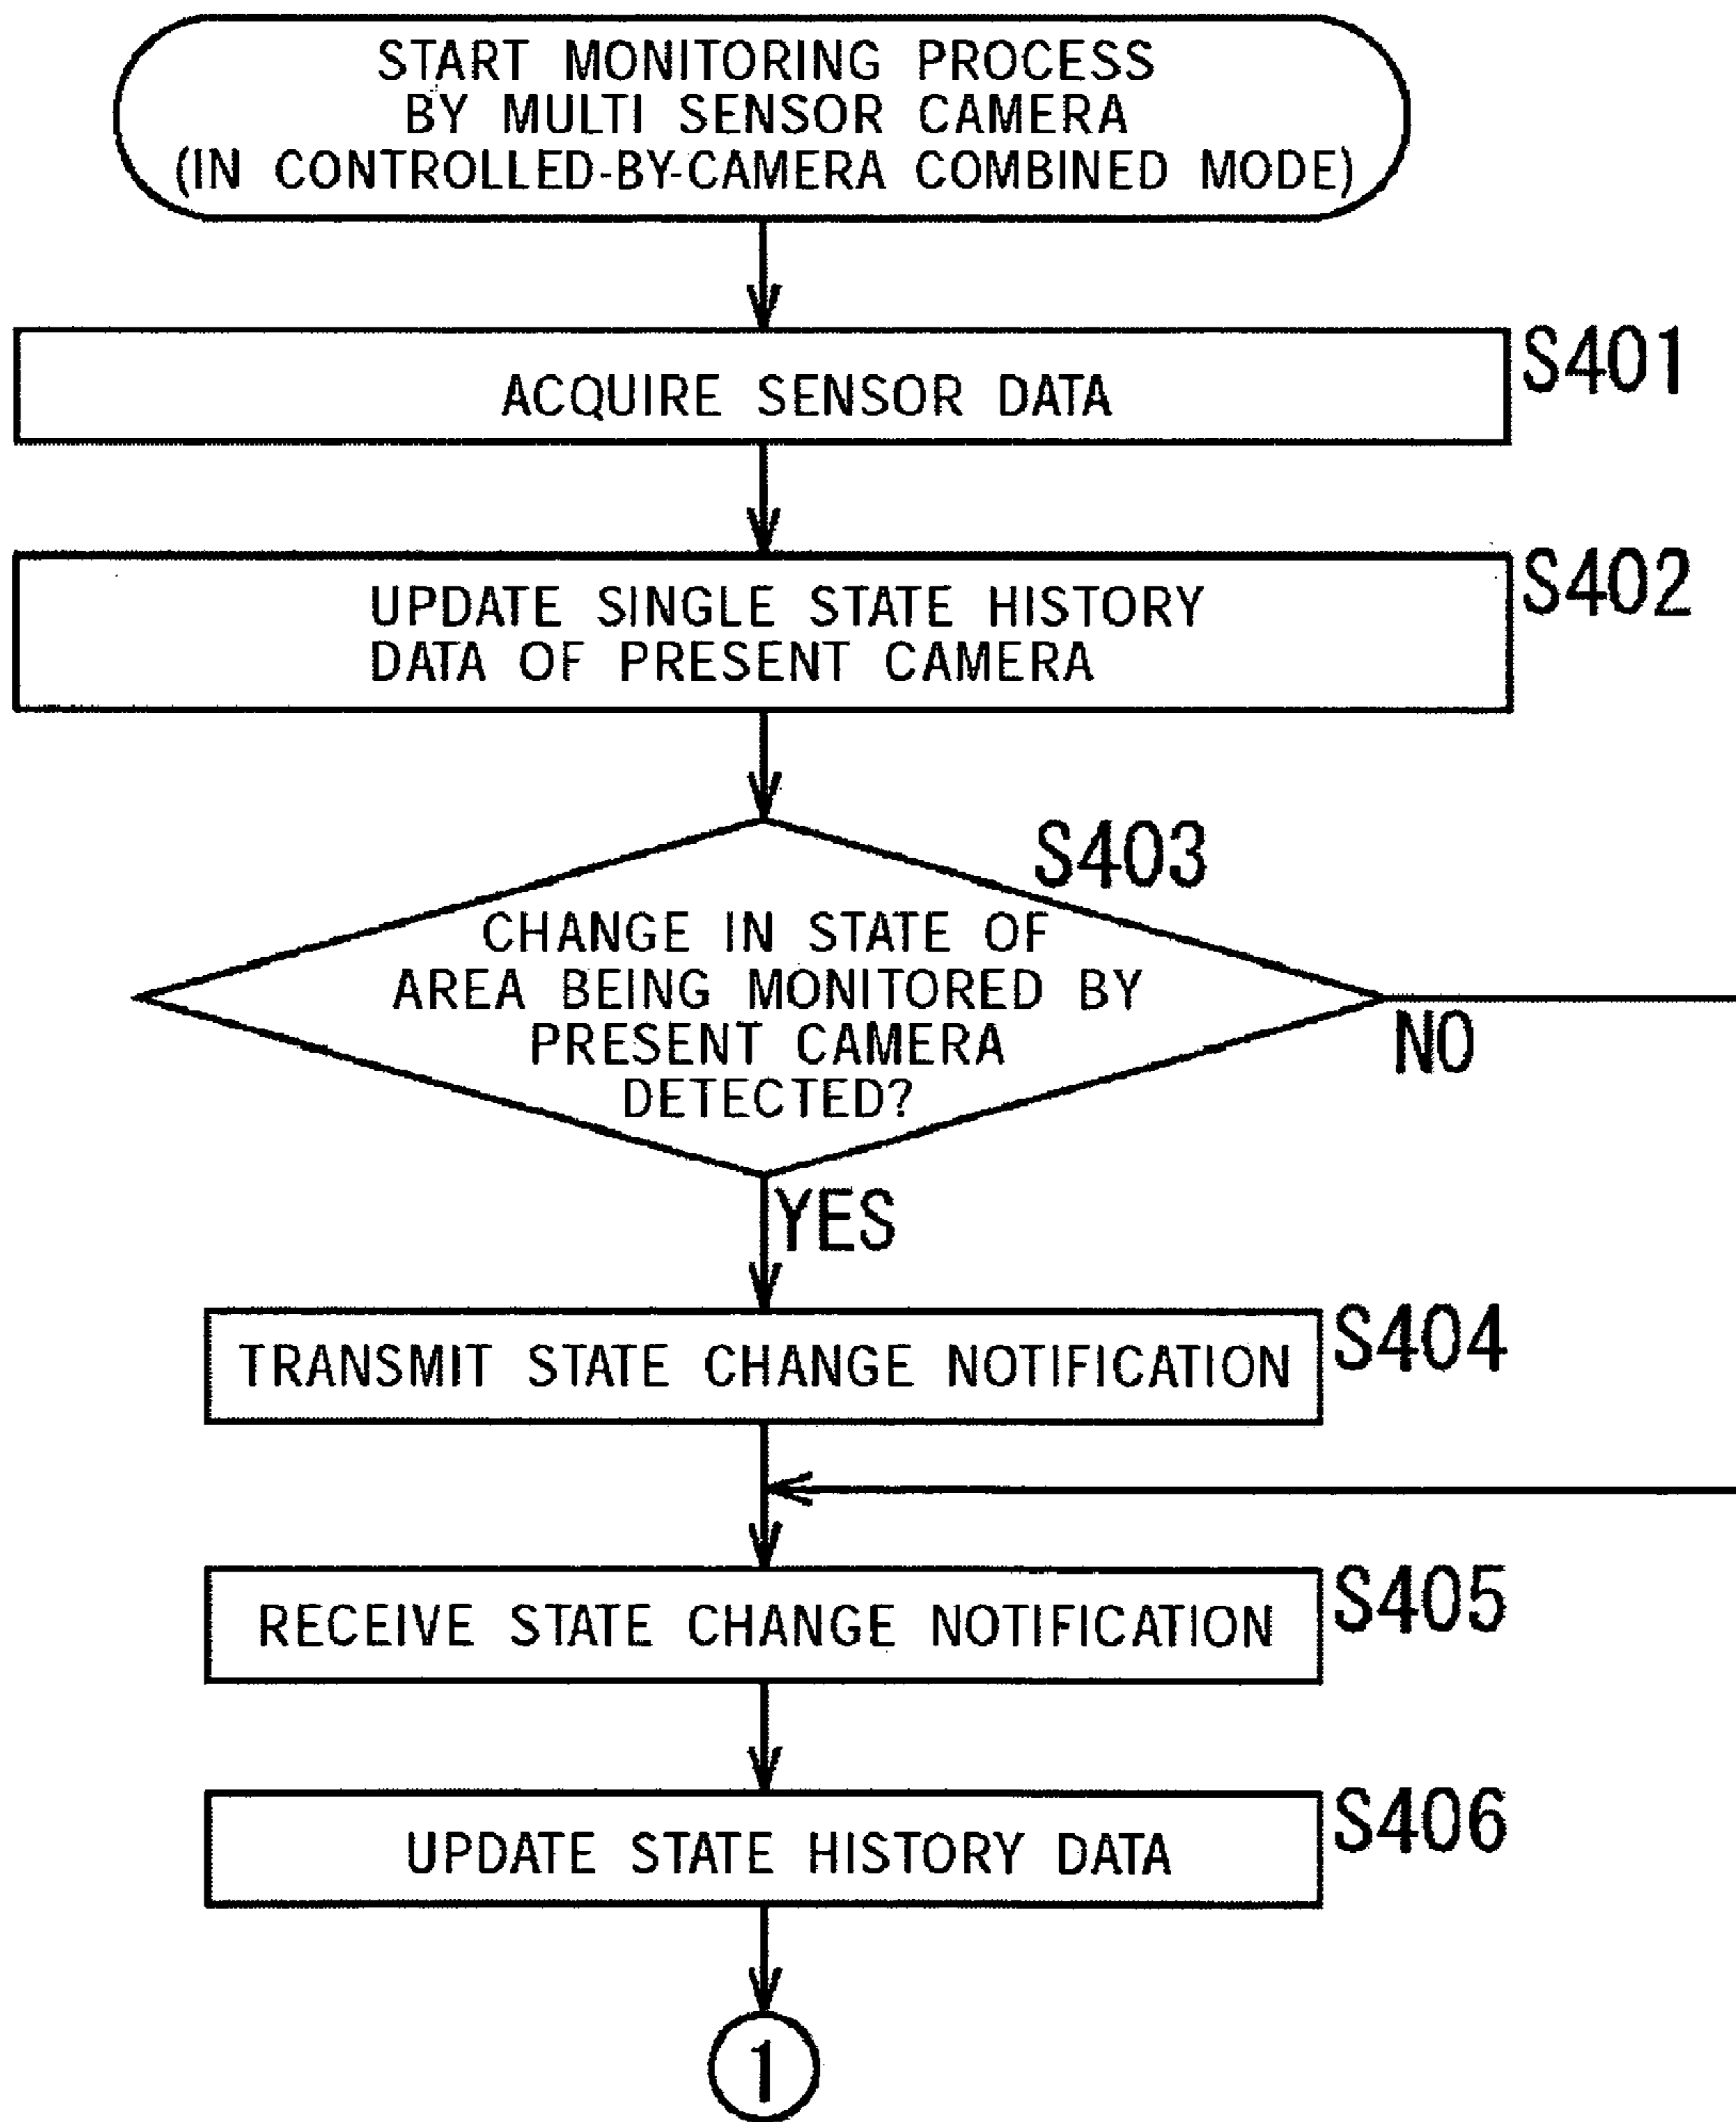 START MONITORING PROCESS
BY MULTI SENSOR CAMERA
(IN CONTROLLED-BY-CAMERA COMBINED MODE)
ACQUIRE SENSOR DATA
S401
UPDATE SINGLE STATE HISTORY
DATA OF PRESENT CAMERA
S402
S403
CHANGE IN STATE OF
AREA BEING MONITORED BY
PRESENT CAMERA
DETECTED?
NO
YES
TRANSMIT STATE CHANGE NOTIFICATION
S404
RECEIVE STATE CHANGE NOTIFICATION
S405
UPDATE STATE HISTORY DATA
S406
1